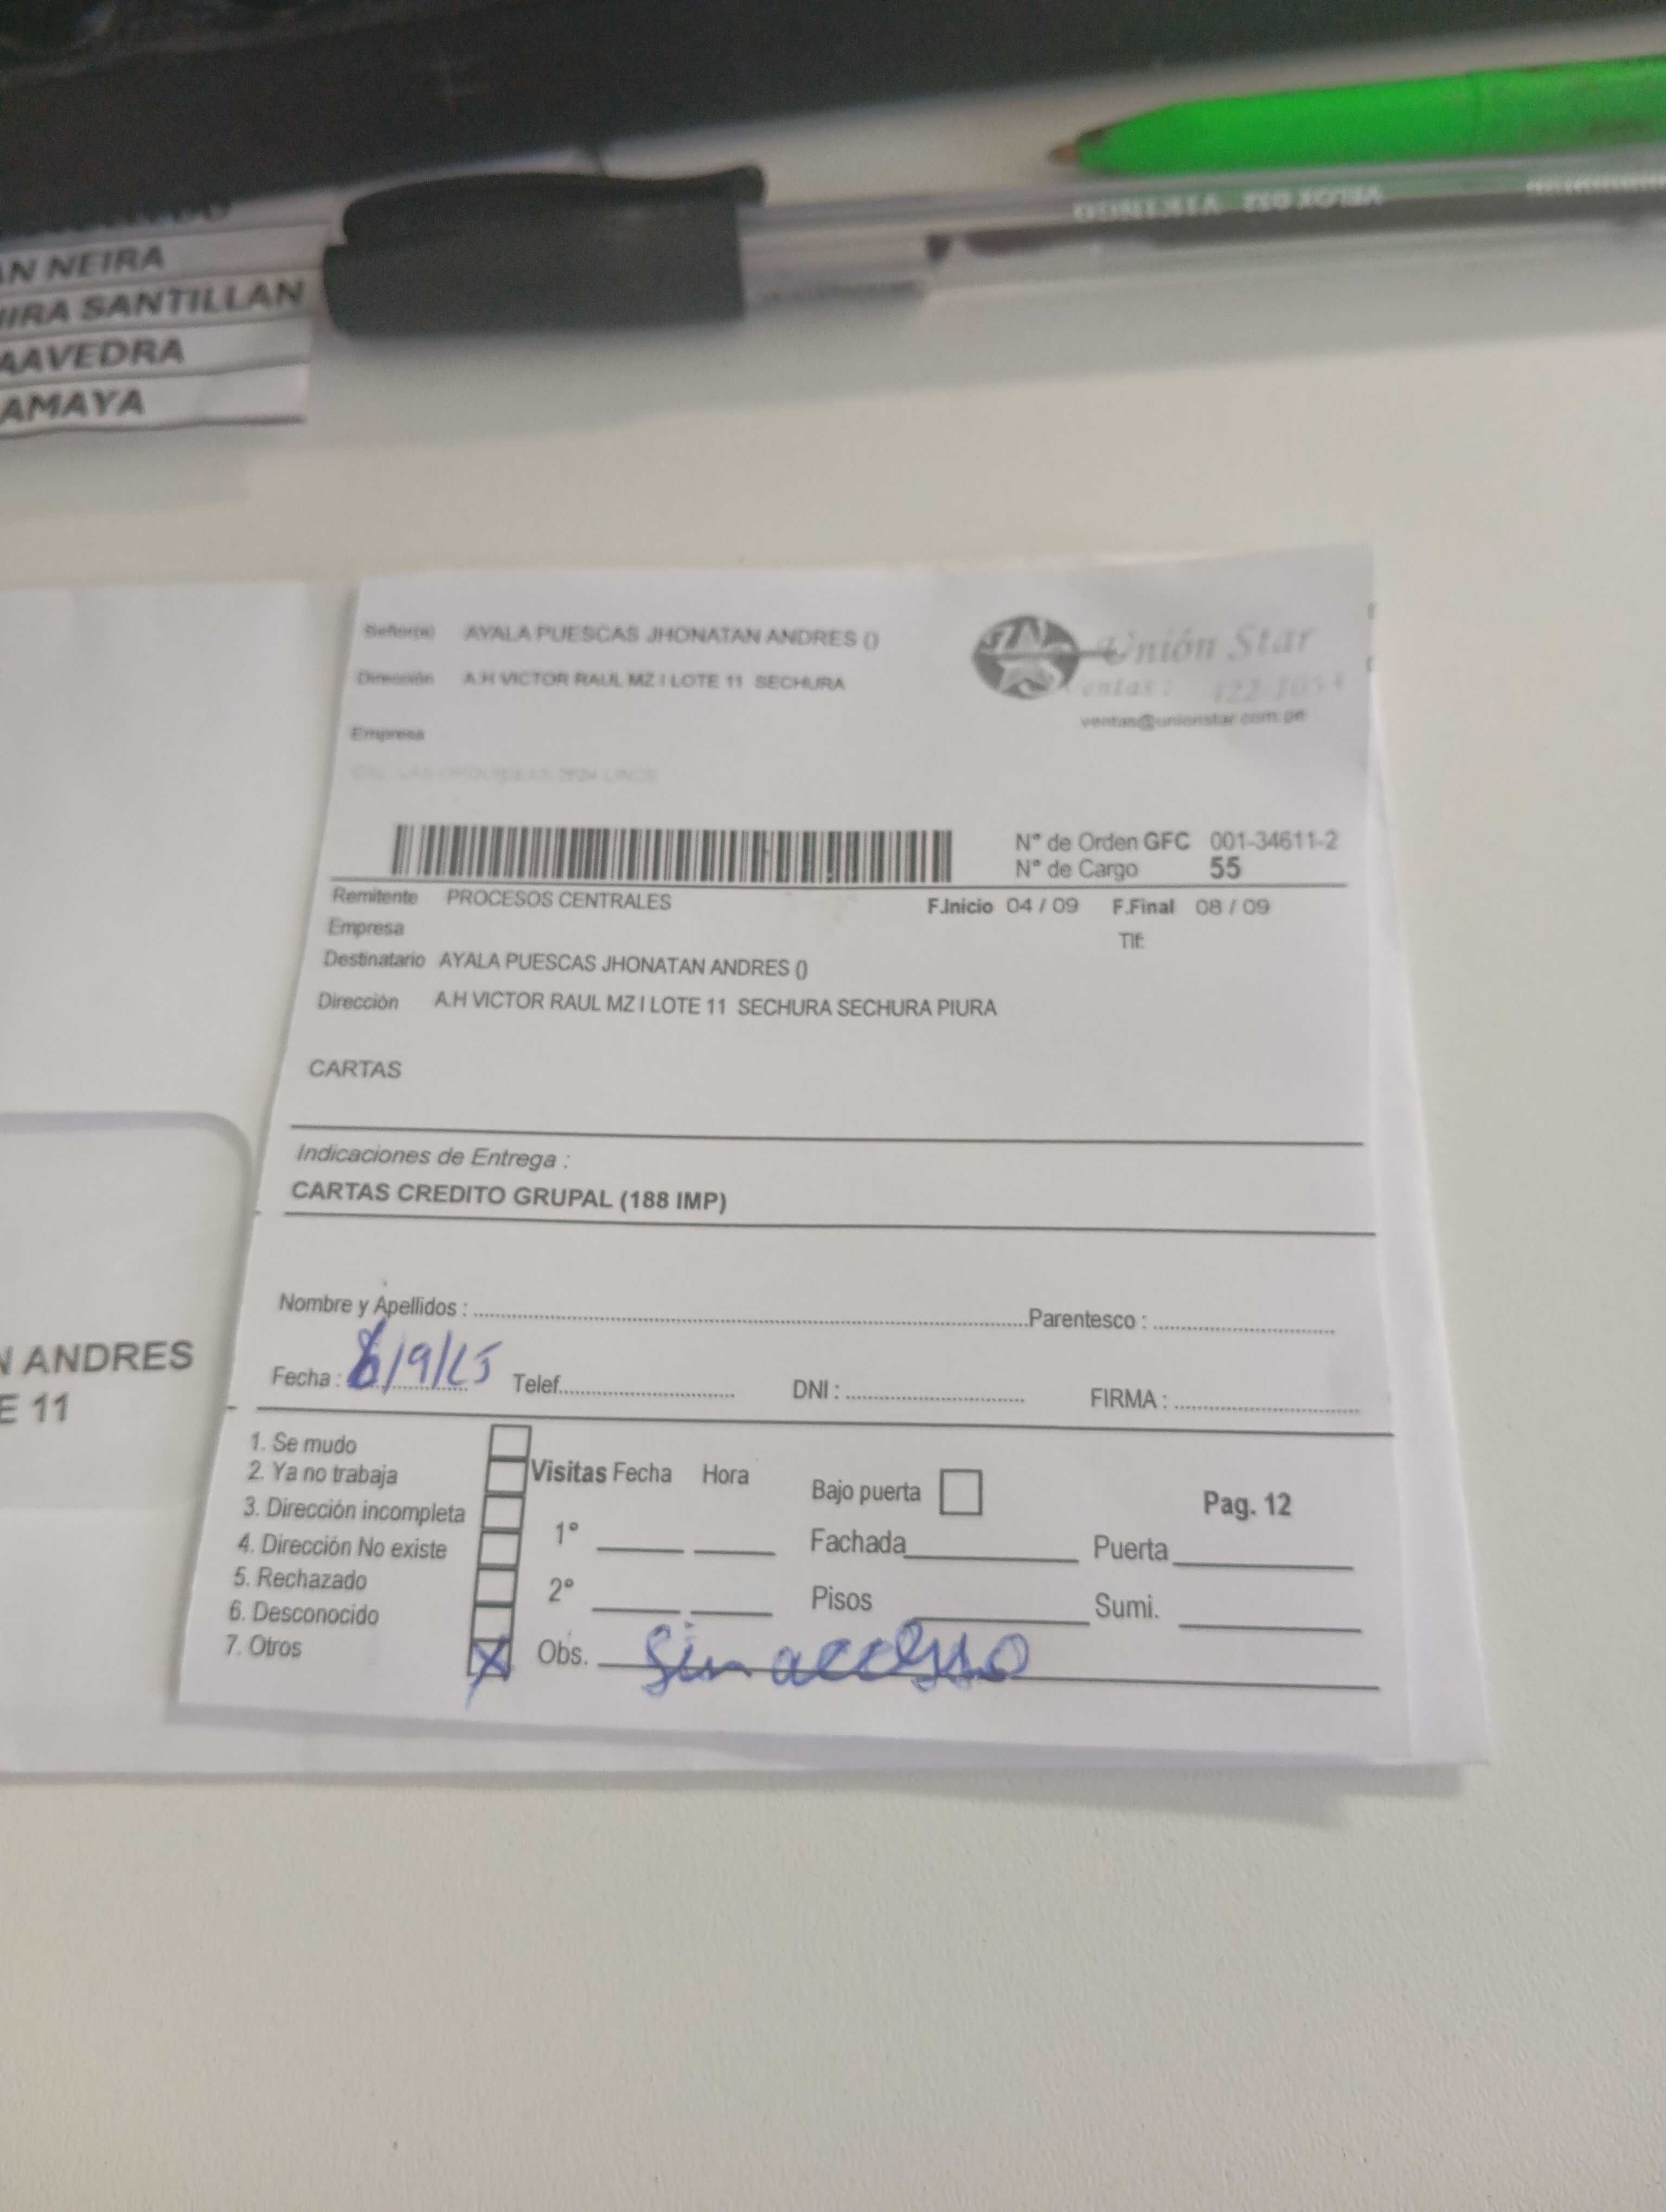 AN NEIRA
IRA SANTILLAN
AAVEDRA
AMAYA
VELOX 032 VIKINGO
Señor(a) AYALA PUESCAS JHONATAN ANDRES ()
Dirección A.H VICTOR RAUL MZ I LOTE 11 SECHURA
Empresa
Unión Star
entas :
ventas@unionstar.com.pe
N° de Orden GFC 001-34611-2
N° de Cargo 55
Remitente PROCESOS CENTRALES
F.Inicio 04 / 09 F.Final 08 / 09
Empresa
Tlf:
Destinatario AYALA PUESCAS JHONATAN ANDRES ()
Dirección A.H VICTOR RAUL MZ I LOTE 11 SECHURA SECHURA PIURA
CARTAS
Indicaciones de Entrega :
CARTAS CREDITO GRUPAL (188 IMP)
Nombre y Apellidos : Parentesco :
Fecha : 8/9/25 Telef. DNI : FIRMA :
N ANDRES
E 11
1. Se mudo
2. Ya no trabaja
3. Dirección incompleta
4. Dirección No existe
5. Rechazado
6. Desconocido
7. Otros X
Visitas Fecha Hora
1°
2°
Bajo puerta
Fachada
Pisos
Pag. 12
Puerta
Sumi.
Obs. Sin accesso